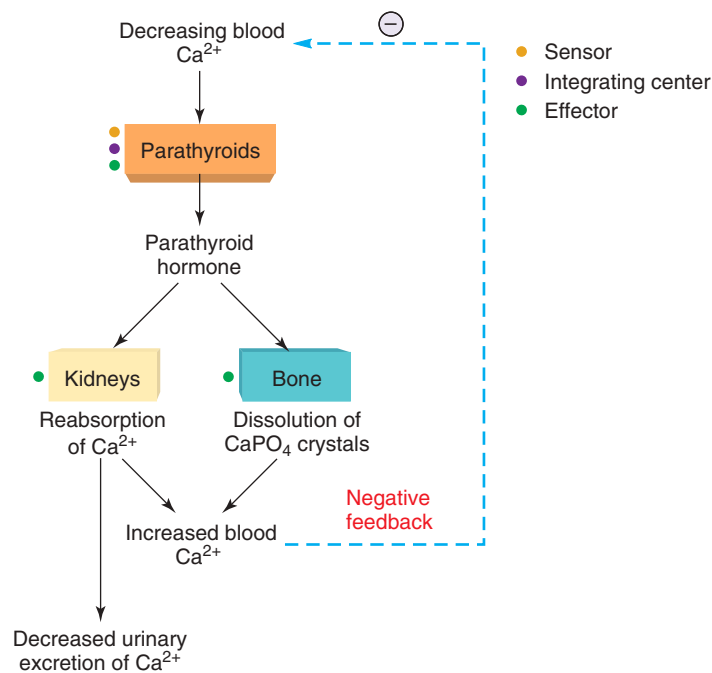 Decreasing blood
Ca²⁺
−
Sensor
Integrating center
Effector
Parathyroids
Parathyroid
hormone
Kidneys
Bone
Reabsorption
of Ca²⁺
Dissolution of
CaPO₄ crystals
Negative
feedback
Increased blood
Ca²⁺
Decreased urinary
excretion of Ca²⁺